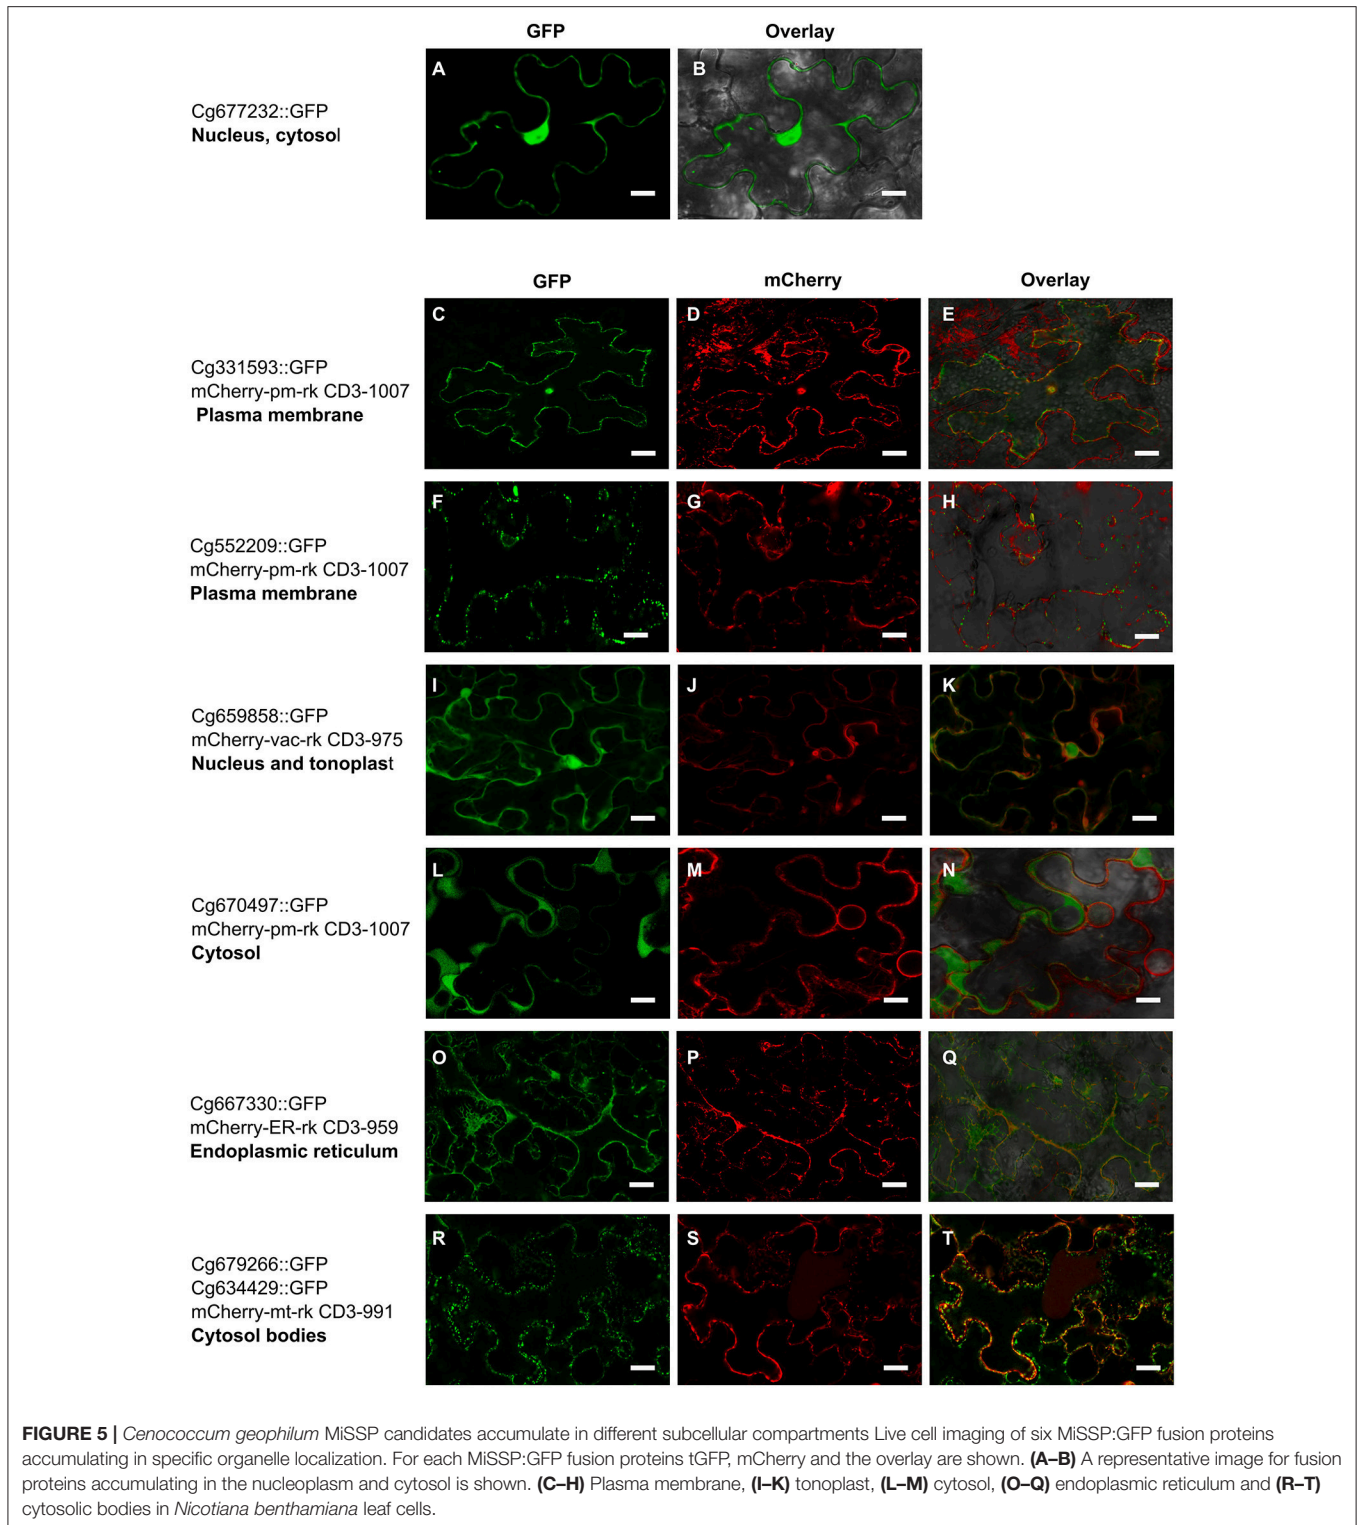 GFP Overlay
A B
Cg677232::GFP
Nucleus, cytosol
GFP mCherry Overlay
C D E
Cg331593::GFP
mCherry-pm-rk CD3-1007
Plasma membrane
F G H
Cg552209::GFP
mCherry-pm-rk CD3-1007
Plasma membrane
I J K
Cg659858::GFP
mCherry-vac-rk CD3-975
Nucleus and tonoplast
L M N
Cg670497::GFP
mCherry-pm-rk CD3-1007
Cytosol
O P Q
Cg667330::GFP
mCherry-ER-rk CD3-959
Endoplasmic reticulum
R S T
Cg679266::GFP
Cg634429::GFP
mCherry-mt-rk CD3-991
Cytosol bodies
FIGURE 5 | Cenococcum geophilum MiSSP candidates accumulate in different subcellular compartments Live cell imaging of six MiSSP:GFP fusion proteins
accumulating in specific organelle localization. For each MiSSP:GFP fusion proteins tGFP, mCherry and the overlay are shown. (A–B) A representative image for fusion
proteins accumulating in the nucleoplasm and cytosol is shown. (C–H) Plasma membrane, (I–K) tonoplast, (L–M) cytosol, (O–Q) endoplasmic reticulum and (R–T)
cytosolic bodies in Nicotiana benthamiana leaf cells.